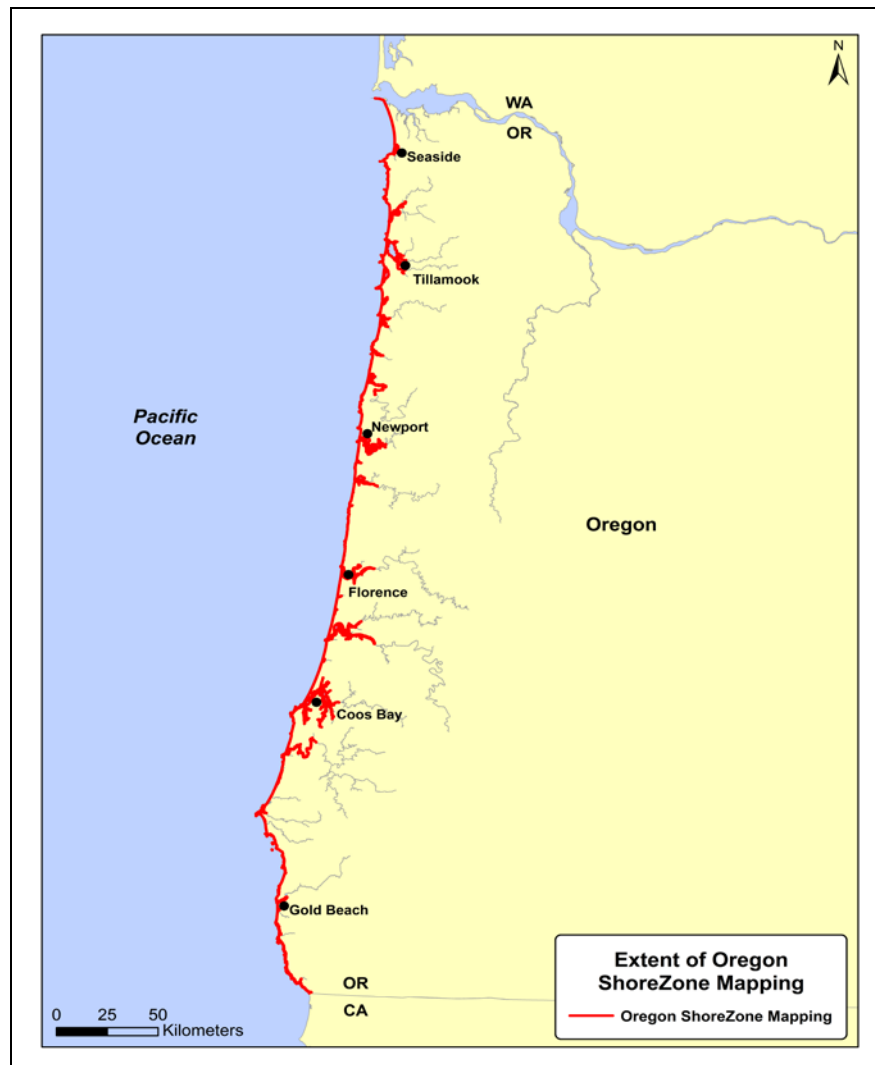 N
WA
OR
Seaside
Tillamook
Pacific
Ocean
Newport
Oregon
Florence
Coos Bay
Gold Beach
OR
CA
0 25 50
Kilometers
Extent of Oregon
ShoreZone Mapping
Oregon ShoreZone Mapping